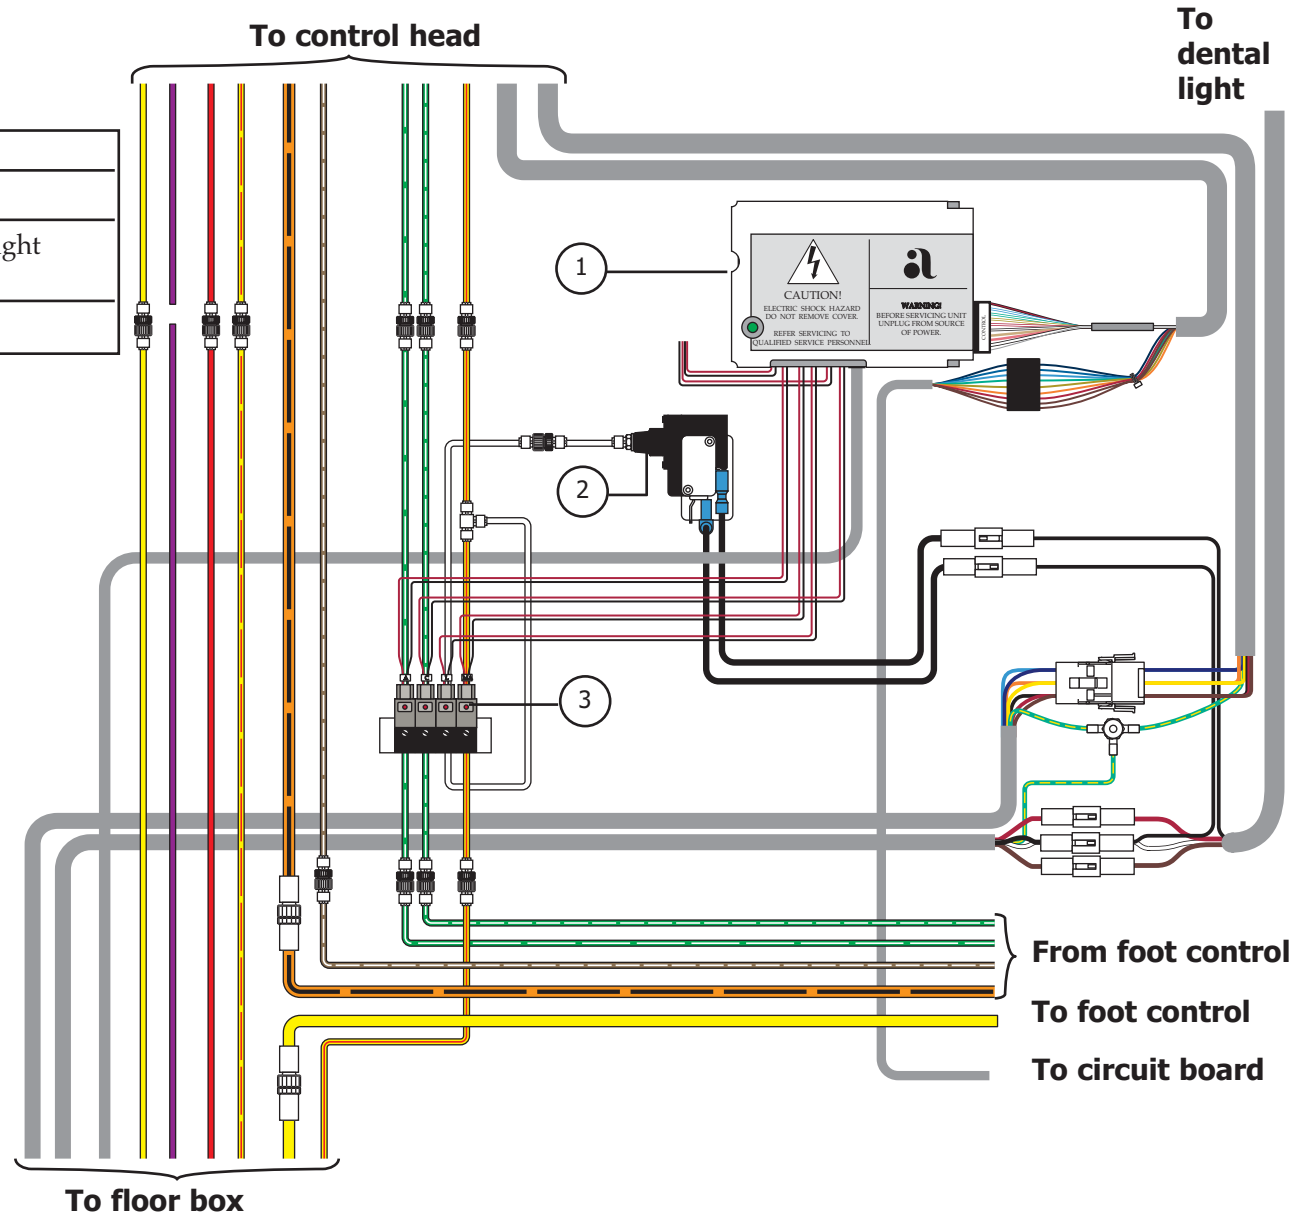 To control head
To
dental
light
ght
1
CAUTION!
ELECTRIC SHOCK HAZARD
DO NOT REMOVE COVER.
REFER SERVICING TO
QUALIFIED SERVICE PERSONNEL
a
WARNING!
BEFORE SERVICING UNIT
UNPLUG FROM SOURCE
OF POWER.
CONTROL
2
3
From foot control
To foot control
To circuit board
To floor box